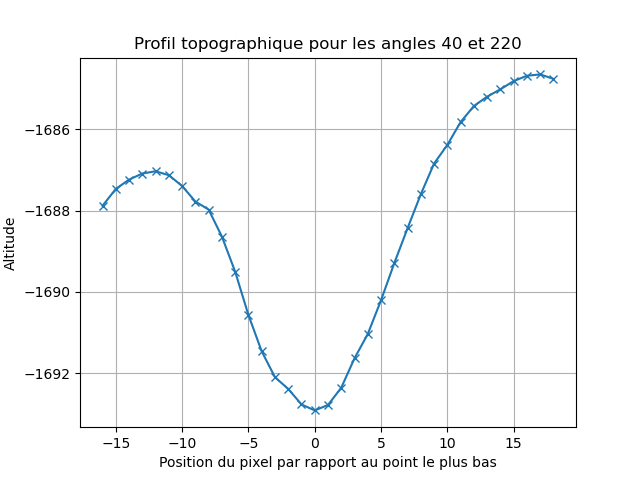 Profil topographique pour les angles 40 et 220
−1686
−1688
−1690
−1692
Altitude
−15 −10 −5 0 5 10 15
Position du pixel par rapport au point le plus bas